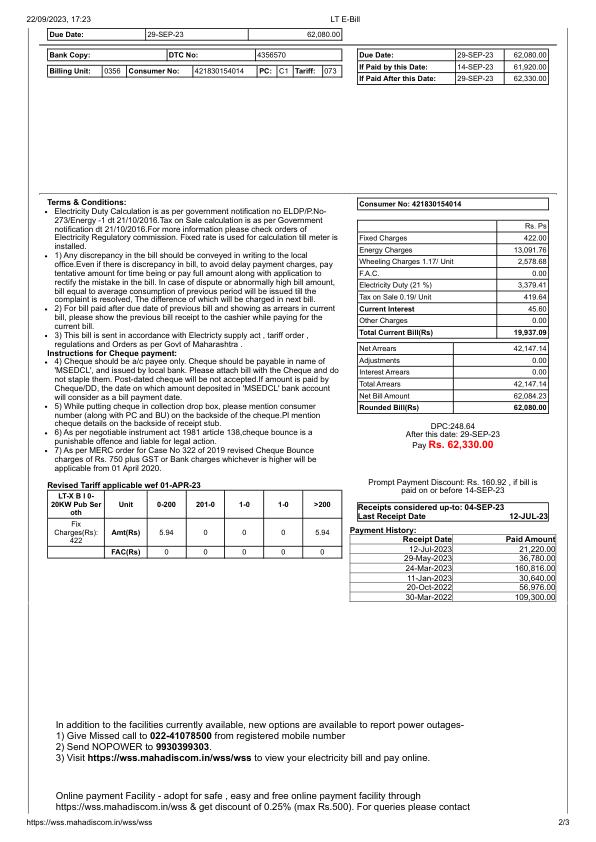 22/09/2023, 17:23 LT E-Bill
Due Date: 29-SEP-23 62,080.00
Bank Copy: DTC No: 4356570
Billing Unit: 0356 Consumer No: 421830154014 PC: C1 Tariff: 073
Due Date: 29-SEP-23 62,080.00
If Paid by this Date: 14-SEP-23 61,920.00
If Paid After this Date: 29-SEP-23 62,330.00
Terms & Conditions:
• Electricity Duty Calculation is as per government notification no ELDP/P.No-
273/Energy -1 dt 21/10/2016.Tax on Sale calculation is as per Government
notification dt 21/10/2016.For more information please check orders of
Electricity Regulatory commission. Fixed rate is used for calculation till meter is
installed.
• 1) Any discrepancy in the bill should be conveyed in writing to the local
office.Even if there is discrepancy in bill, to avoid delay payment charges, pay
tentative amount for time being or pay full amount along with application to
rectify the mistake in the bill. In case of dispute or abnormally high bill amount,
bill equal to average consumption of previous period will be issued till the
complaint is resolved, The difference of which will be charged in next bill.
• 2) For bill paid after due date of previous bill and showing as arrears in current
bill, please show the previous bill receipt to the cashier while paying for the
current bill.
• 3) This bill is sent in accordance with Electricty supply act , tariff order ,
regulations and Orders as per Govt of Maharashtra .
Instructions for Cheque payment:
• 4) Cheque should be a/c payee only. Cheque should be payable in name of
'MSEDCL', and issued by local bank. Please attach bill with the Cheque and do
not staple them. Post-dated cheque will be not accepted.If amount is paid by
Cheque/DD, the date on which amount deposited in 'MSEDCL' bank account
will consider as a bill payment date.
• 5) While putting cheque in collection drop box, please mention consumer
number (along with PC and BU) on the backside of the cheque.Pl mention
cheque details on the backside of receipt stub.
• 6) As per negotiable instrument act 1981 article 138,cheque bounce is a
punishable offence and liable for legal action.
• 7) As per MERC order for Case No 322 of 2019 revised Cheque Bounce
charges of Rs. 750 plus GST or Bank charges whichever is higher will be
applicable from 01 April 2020.
Revised Tariff applicable wef 01-APR-23
LT-X B I 0-
20KW Pub Ser
oth Unit 0-200 201-0 1-0 1-0 >200
Fix
Charges(Rs):
422 Amt(Rs) 5.94 0 0 0 5.94
FAC(Rs) 0 0 0 0 0
Consumer No: 421830154014
Rs. Ps
Fixed Charges 422.00
Energy Charges 13,091.76
Wheeling Charges 1.17/ Unit 2,578.68
F.A.C. 0.00
Electricity Duty (21 %) 3,379.41
Tax on Sale 0.19/ Unit 419.64
Current Interest 45.60
Other Charges 0.00
Total Current Bill(Rs) 19,937.09
Net Arrears 42,147.14
Adjustments 0.00
Interest Arrears 0.00
Total Arrears 42,147.14
Net Bill Amount 62,084.23
Rounded Bill(Rs) 62,080.00
DPC:248.64
After this date: 29-SEP-23
Pay Rs. 62,330.00
Prompt Payment Discount: Rs. 160.92 , if bill is
paid on or before 14-SEP-23
Receipts considered up-to: 04-SEP-23
Last Receipt Date 12-JUL-23
Payment History:
Receipt Date Paid Amount
12-Jul-2023 21,220.00
29-May-2023 36,780.00
24-Mar-2023 160,816.00
11-Jan-2023 30,640.00
20-Oct-2022 56,976.00
30-Mar-2022 109,300.00
In addition to the facilities currently available, new options are available to report power outages-
1) Give Missed call to 022-41078500 from registered mobile number
2) Send NOPOWER to 9930399303.
3) Visit https://wss.mahadiscom.in/wss/wss to view your electricity bill and pay online.
Online payment Facility - adopt for safe , easy and free online payment facility through
https://wss.mahadiscom.in/wss & get discount of 0.25% (max Rs.500). For queries please contact
https://wss.mahadiscom.in/wss/wss 2/3